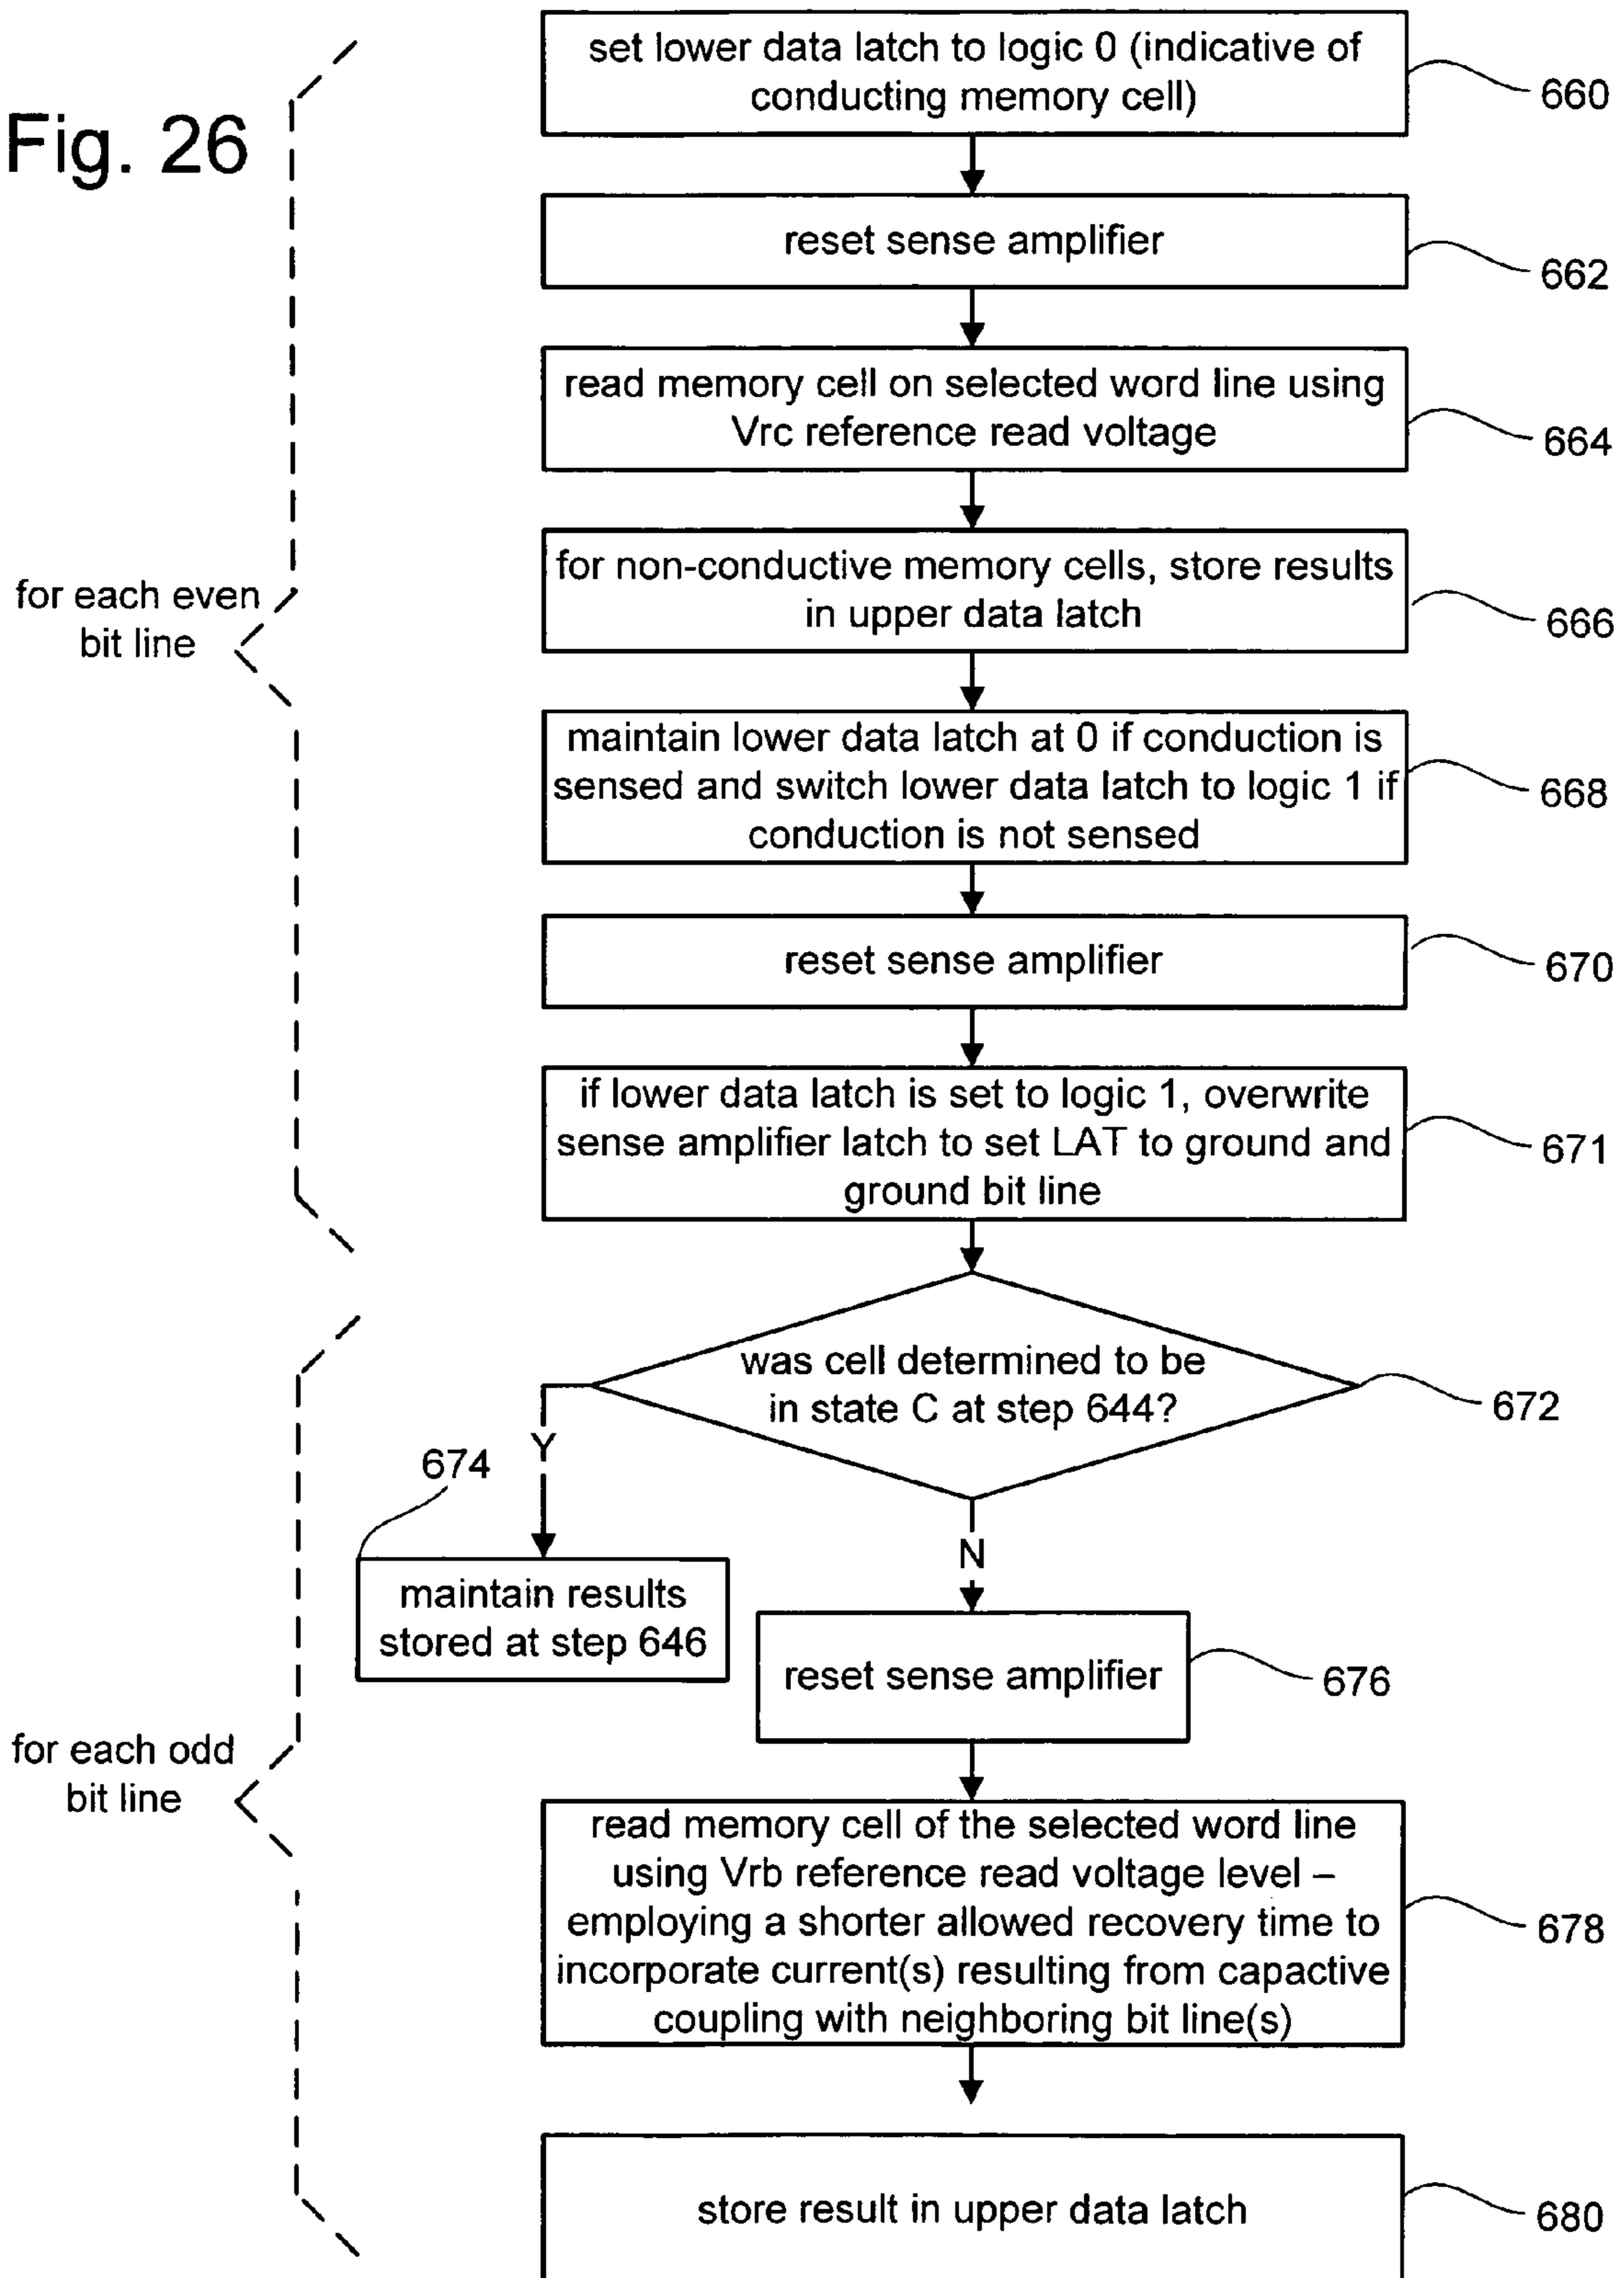 Fig. 26
for each even
bit line
set lower data latch to logic 0 (indicative of
conducting memory cell)
660
reset sense amplifier
662
read memory cell on selected word line using
Vrc reference read voltage
664
for non-conductive memory cells, store results
in upper data latch
666
maintain lower data latch at 0 if conduction is
sensed and switch lower data latch to logic 1 if
conduction is not sensed
668
reset sense amplifier
670
if lower data latch is set to logic 1, overwrite
sense amplifier latch to set LAT to ground and
ground bit line
671
for each odd
bit line
was cell determined to be
in state C at step 644?
672
Y
674
maintain results
stored at step 646
N
reset sense amplifier
676
read memory cell of the selected word line
using Vrb reference read voltage level –
employing a shorter allowed recovery time to
incorporate current(s) resulting from capactive
coupling with neighboring bit line(s)
678
store result in upper data latch
680